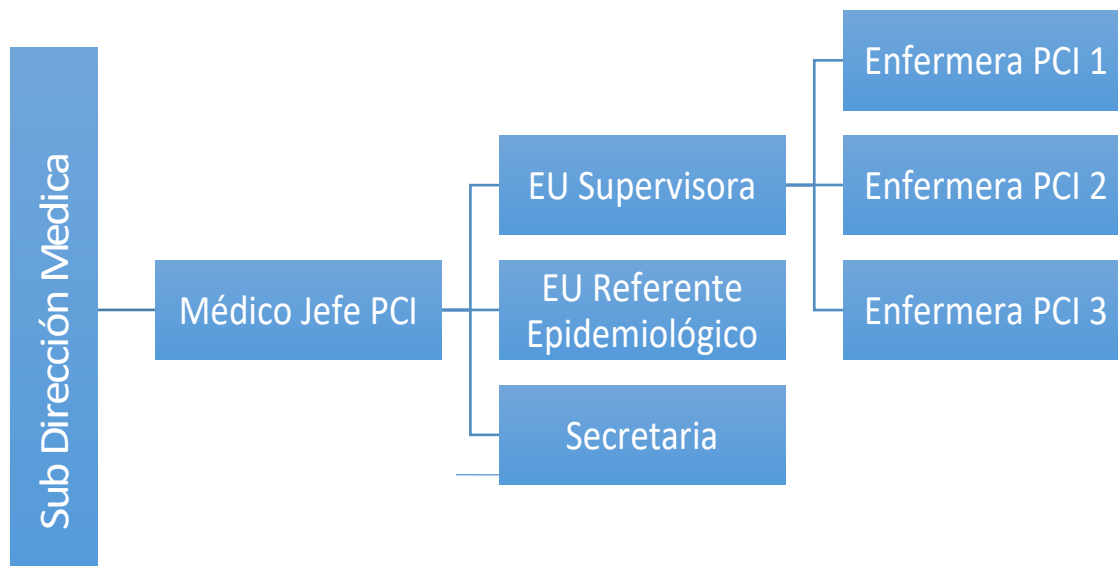 Sub Dirección Medica
Médico Jefe PCI
EU Supervisora
EU Referente
Epidemiológico
Secretaria
Enfermera PCI 1
Enfermera PCI 2
Enfermera PCI 3